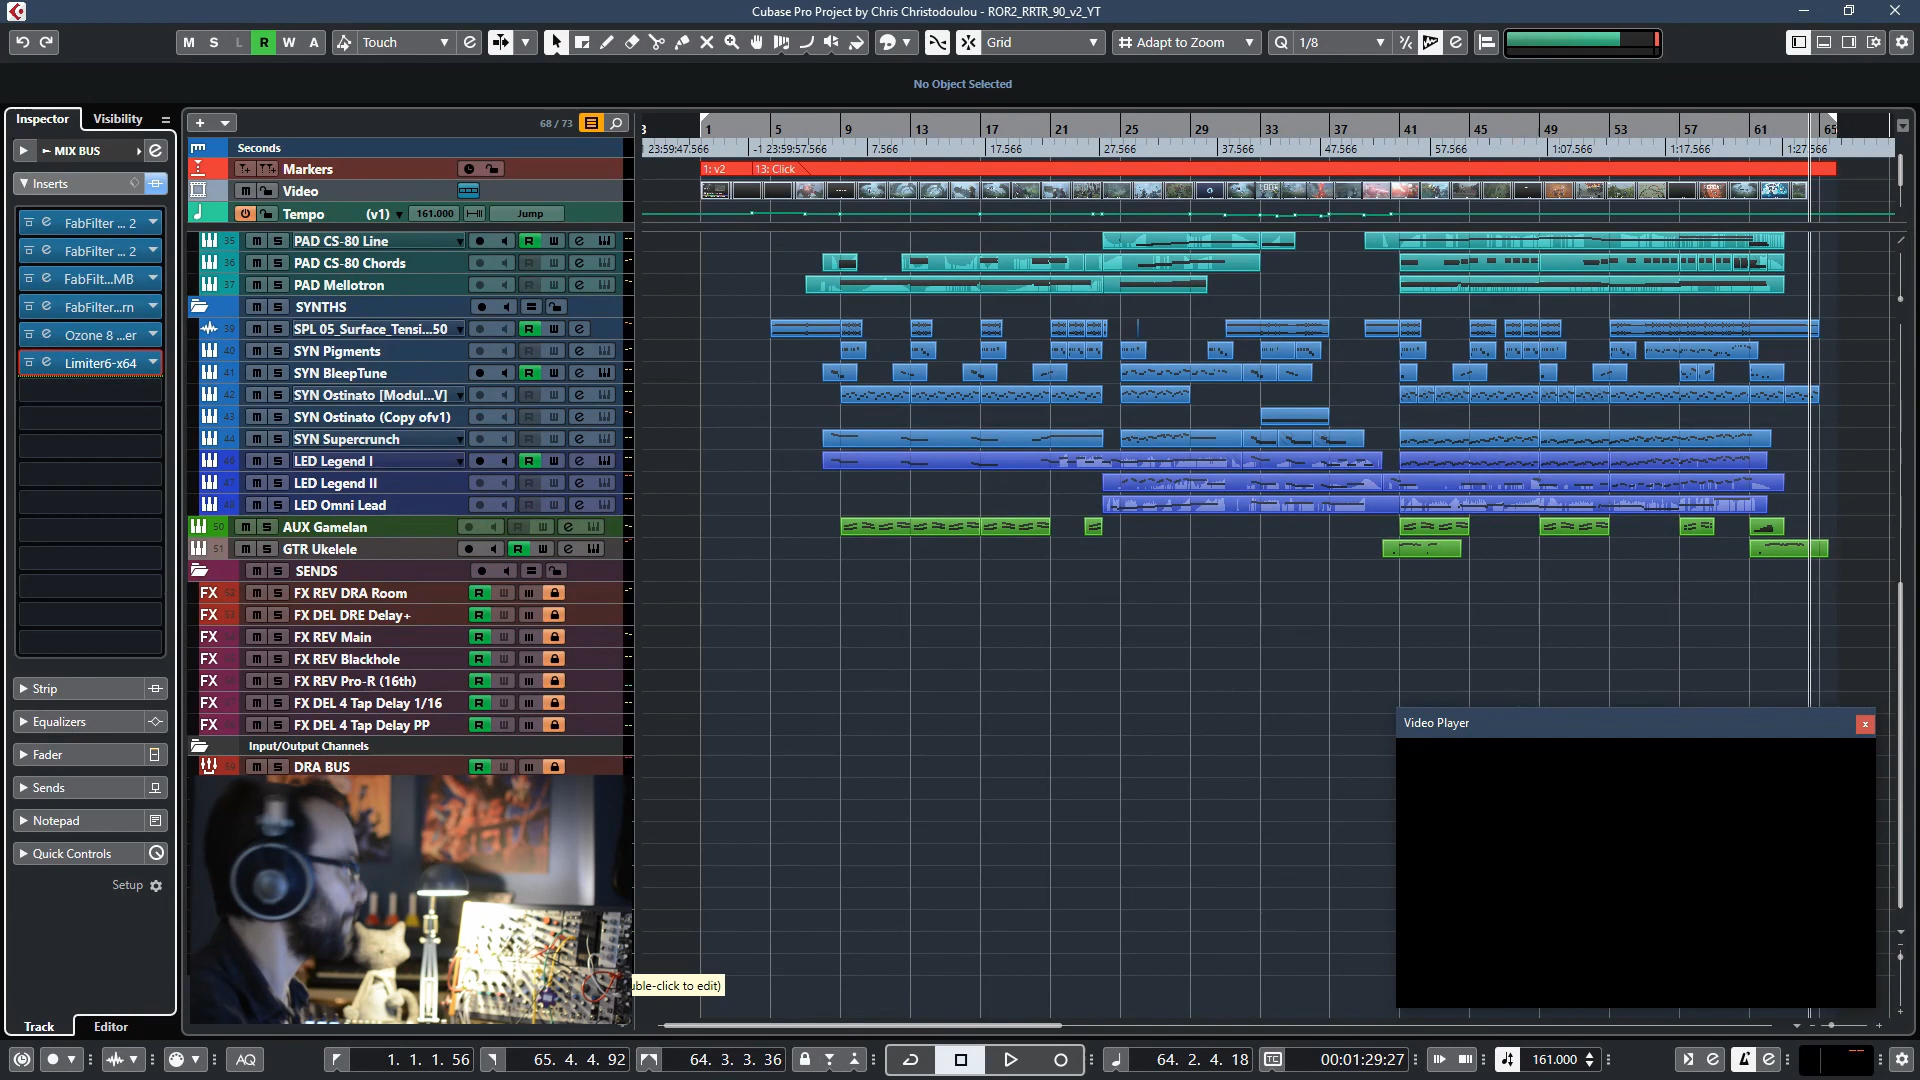 Cubase Pro Project by Chris Christodoulou - ROR2_RRTR_90_v2_YT
M S L R W A Touch Grid Adapt to Zoom Q 1/8
No Object Selected
Inspector Visibility
68 / 73
MIX BUS
Inserts
FabFilter ... 2
FabFilter ... 2
FabFilt...MB
FabFilter...rn
Ozone 8 ...er
Limiter6-x64
Strip
Equalizers
Fader
Sends
Notepad
Quick Controls
Setup
Track Editor
3 1 5 9 13 17 21 25 29 33 37 41 45 49 53 57 61 65
Seconds
23:59:47.566 -1 23:59:57.566 7.566 17.566 27.566 37.566 47.566 57.566 1:07.566 1:17.566 1:27.566
Markers
1: v2 13: Click
Video
Tempo (v1) 161.000 Jump
35 PAD CS-80 Line
36 PAD CS-80 Chords
37 PAD Mellotron
SYNTHS
39 SPL 05_Surface_Tensi...50
40 SYN Pigments
41 SYN BleepTune
42 SYN Ostinato [Modul...V]
43 SYN Ostinato (Copy ofv1)
44 SYN Supercrunch
46 LED Legend I
47 LED Legend II
48 LED Omni Lead
50 AUX Gamelan
51 GTR Ukelele
SENDS
FX 52 FX REV DRA Room
FX 53 FX DEL DRE Delay+
FX FX REV Main
FX FX REV Blackhole
FX FX REV Pro-R (16th)
FX FX DEL 4 Tap Delay 1/16
FX FX DEL 4 Tap Delay PP
Input/Output Channels
59 DRA BUS
Video Player
uble-click to edit)
AQ 1. 1. 1. 56 65. 4. 4. 92 64. 3. 3. 36 64. 2. 4. 18 TC 00:01:29:27 161.000